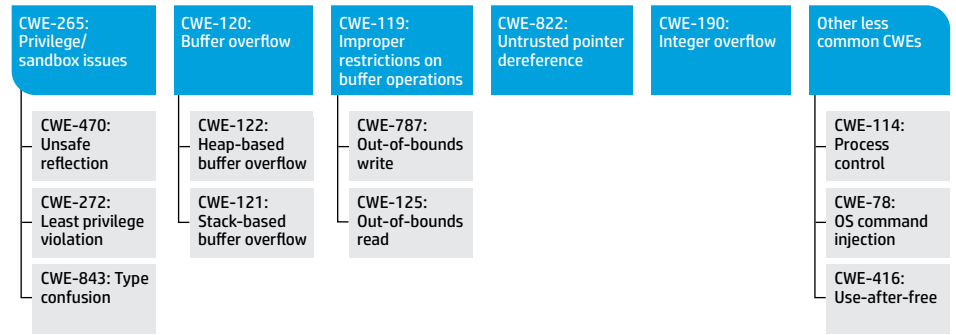 CWE-265:
Privilege/
sandbox issues
CWE-470:
Unsafe
reflection
CWE-272:
Least privilege
violation
CWE-843: Type
confusion
CWE-120:
Buffer overflow
CWE-122:
Heap-based
buffer overflow
CWE-121:
Stack-based
buffer overflow
CWE-119:
Improper
restrictions on
buffer operations
CWE-787:
Out-of-bounds
write
CWE-125:
Out-of-bounds
read
CWE-822:
Untrusted pointer
dereference
CWE-190:
Integer overflow
Other less
common CWEs
CWE-114:
Process
control
CWE-78:
OS command
injection
CWE-416:
Use-after-free